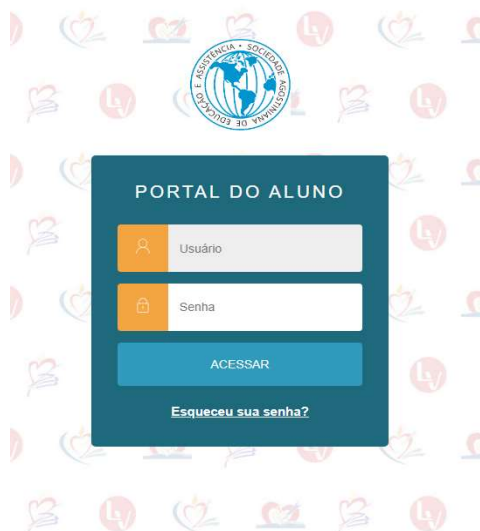 SOCIEDADE AGOSTINIANA DE EDUCAÇÃO E ASSISTÊNCIA •
PORTAL DO ALUNO
Usuário
Senha
ACESSAR
Esqueceu sua senha?